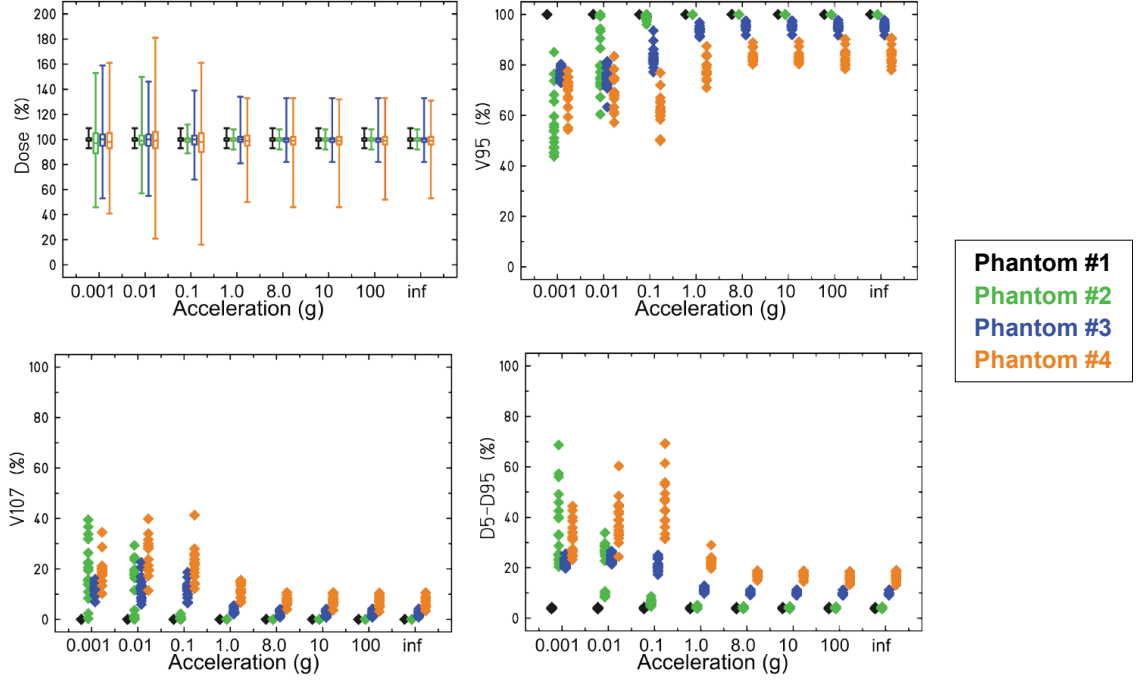 Dose (%)
200
180
160
140
120
100
80
60
40
20
0
0.001 0.01 0.1 1.0 8.0 10 100 inf
Acceleration (g)
V95 (%)
100
80
60
40
20
0
0.001 0.01 0.1 1.0 8.0 10 100 inf
Acceleration (g)
Phantom #1
Phantom #2
Phantom #3
Phantom #4
V107 (%)
100
80
60
40
20
0
0.001 0.01 0.1 1.0 8.0 10 100 inf
Acceleration (g)
D5-D95 (%)
100
80
60
40
20
0
0.001 0.01 0.1 1.0 8.0 10 100 inf
Acceleration (g)